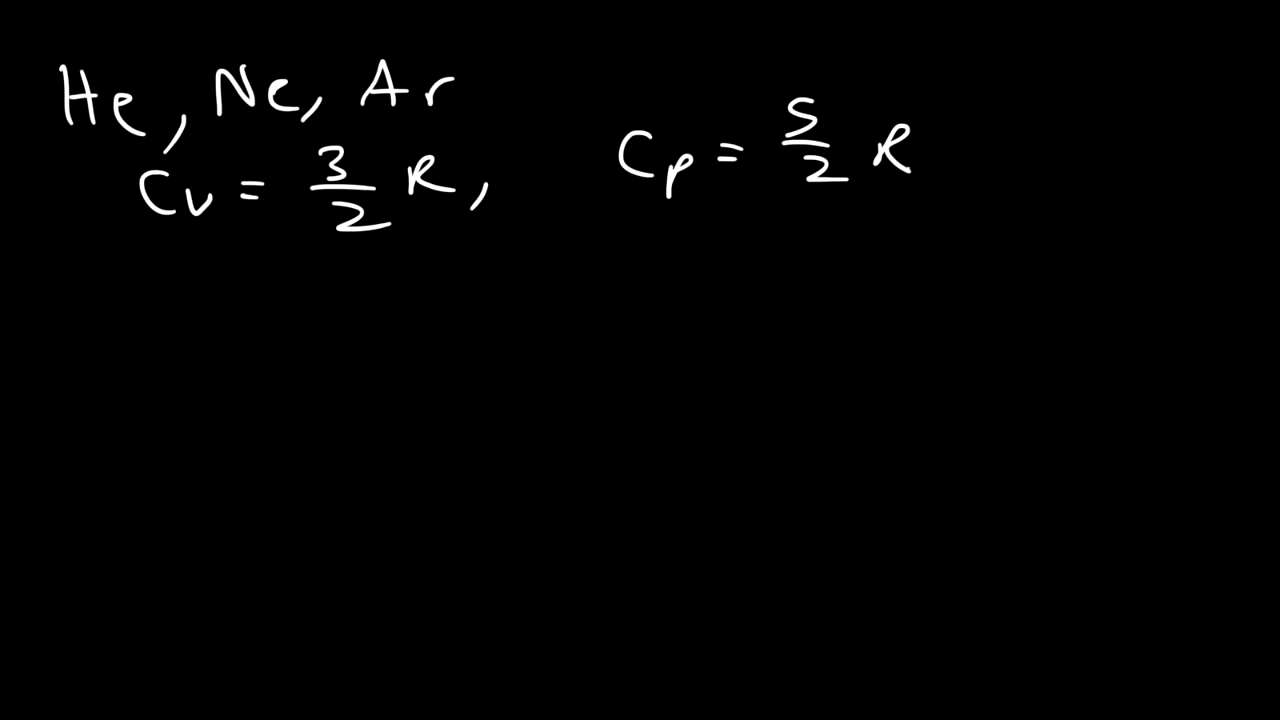 He, Ne, Ar
Cv = 3/2 R, Cp = 5/2 R